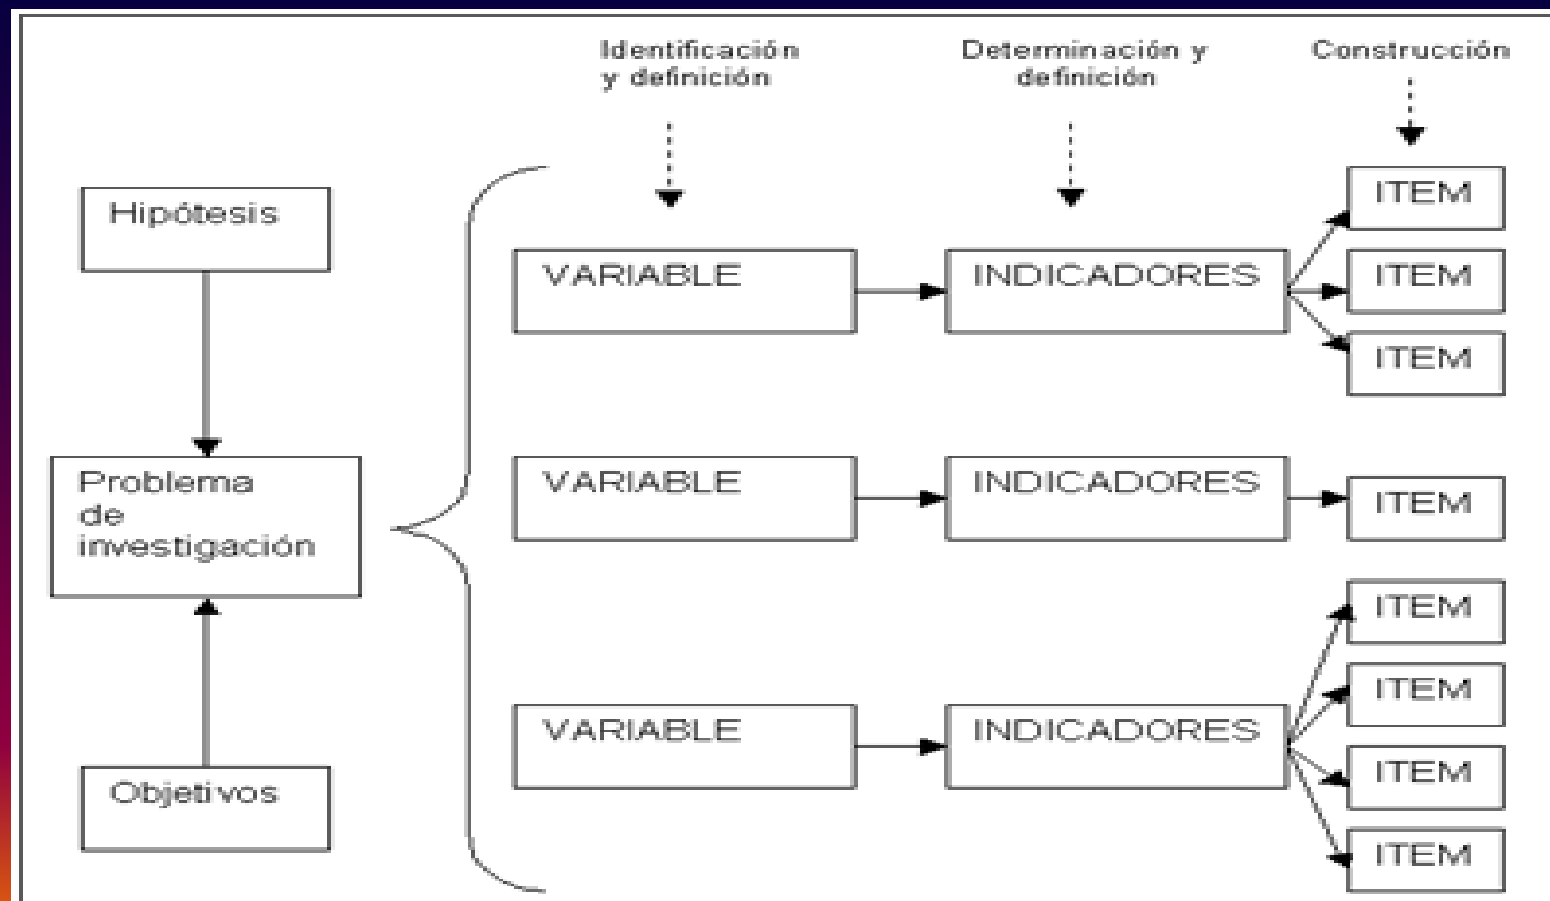 Identificación
y definición
Determinación y
definición
Construcción
Hipótesis
Problema
de
investigación
Objetivos
VARIABLE
INDICADORES
ITEM
ITEM
ITEM
VARIABLE
INDICADORES
ITEM
VARIABLE
INDICADORES
ITEM
ITEM
ITEM
ITEM